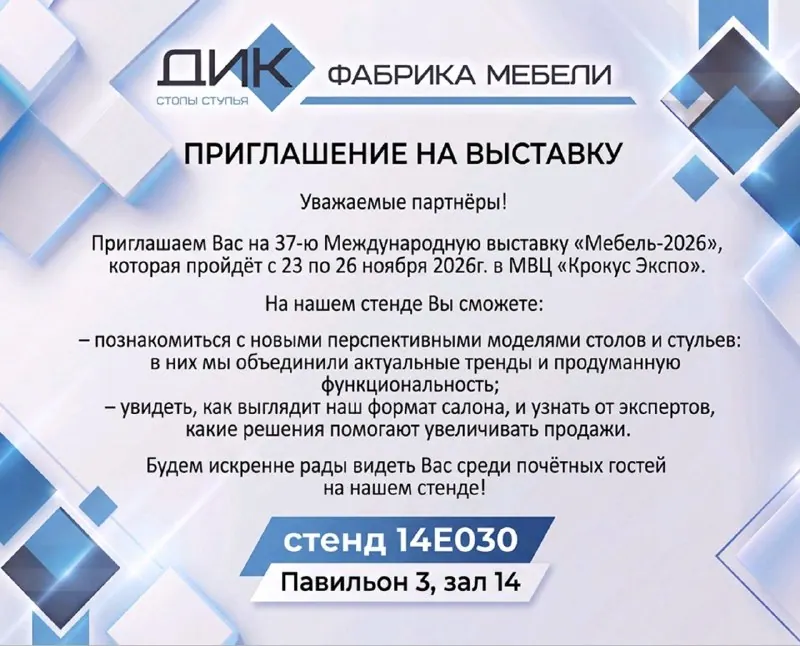 ДИК
СТОЛЫ СТУЛЬЯ
ФАБРИКА МЕБЕЛИ
ПРИГЛАШЕНИЕ НА ВЫСТАВКУ
Уважаемые партнёры!
Приглашаем Вас на 37-ю Международную выставку «Мебель-2026»,
которая пройдёт с 23 по 26 ноября 2026г. в МВЦ «Крокус Экспо».
На нашем стенде Вы сможете:
– познакомиться с новыми перспективными моделями столов и стульев:
в них мы объединили актуальные тренды и продуманную
функциональность;
– увидеть, как выглядит наш формат салона, и узнать от экспертов,
какие решения помогают увеличивать продажи.
Будем искренне рады видеть Вас среди почётных гостей
на нашем стенде!
стенд 14E030
Павильон 3, зал 14